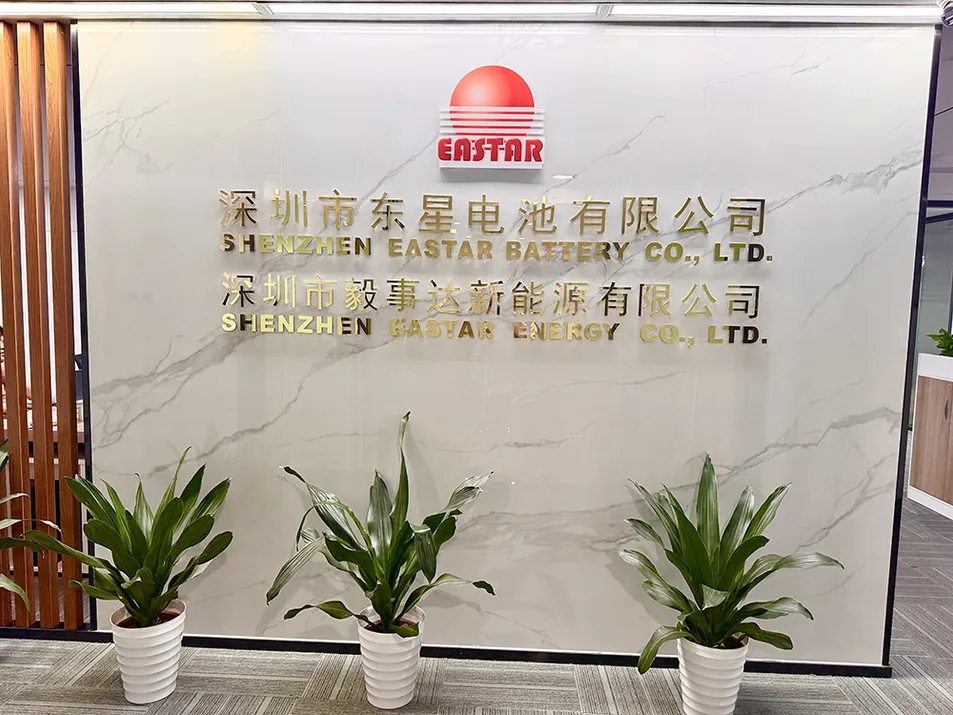 EASTAR
深圳市东星电池有限公司
SHENZHEN EASTAR BATTERY CO., LTD.
深圳市毅事达新能源有限公司
SHENZHEN EASTAR ENERGY CO., LTD.